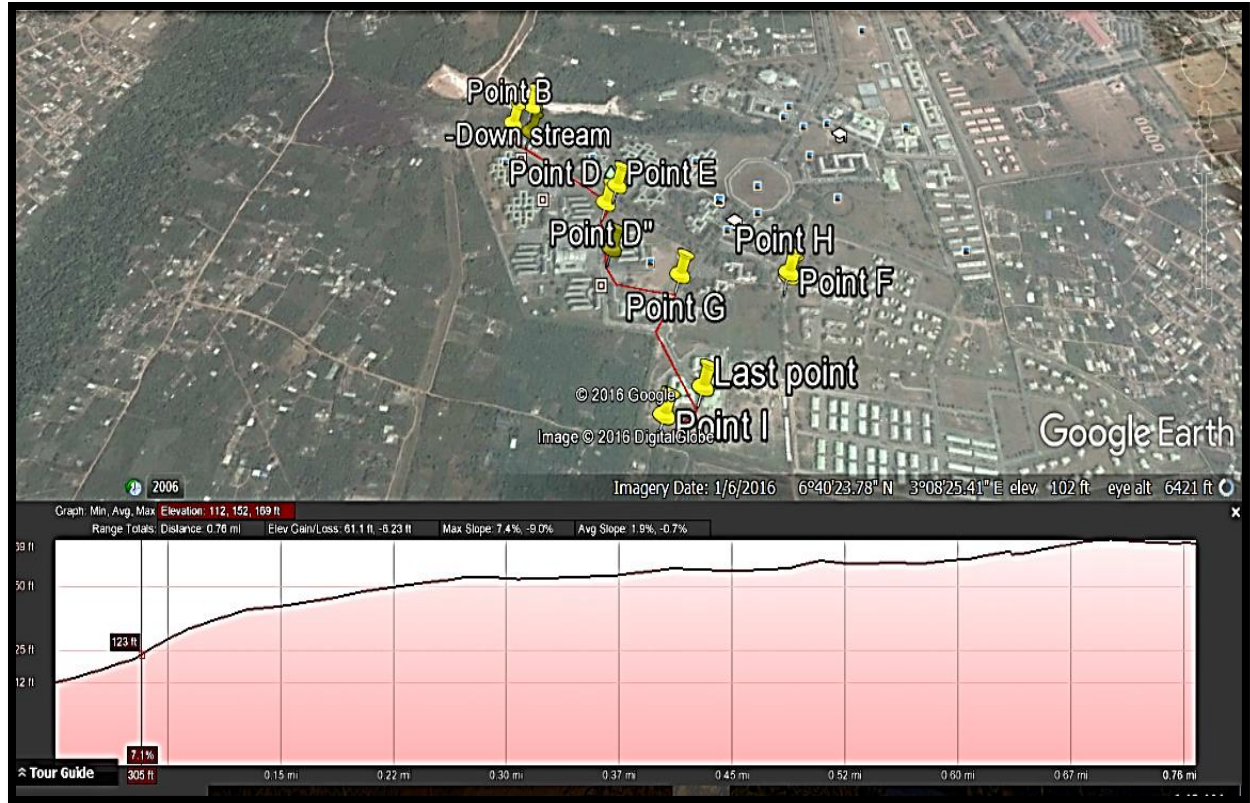 Point B
-Down stream
Point D
Point E
Point D"
Point H
Point F
Point G
Last point
© 2016 Google
Point I
Image © 2016 DigitalGlobe
Google Earth
2006
Imagery Date: 1/6/2016 6°40'23.78" N 3°08'25.41" E elev 102 ft eye alt 6421 ft
Graph: Min, Avg, Max Elevation: 112, 152, 169 ft
Range Totals: Distance: 0.76 mi Elev Gain/Loss: 61.1 ft, -6.23 ft Max Slope: 7.4%, -9.0% Avg Slope: 1.9%, -0.7%
69 ft
50 ft
123 ft
25 ft
12 ft
7.1%
Tour Guide 305 ft 0.15 mi 0.22 mi 0.30 mi 0.37 mi 0.45 mi 0.52 mi 0.60 mi 0.67 mi 0.76 mi